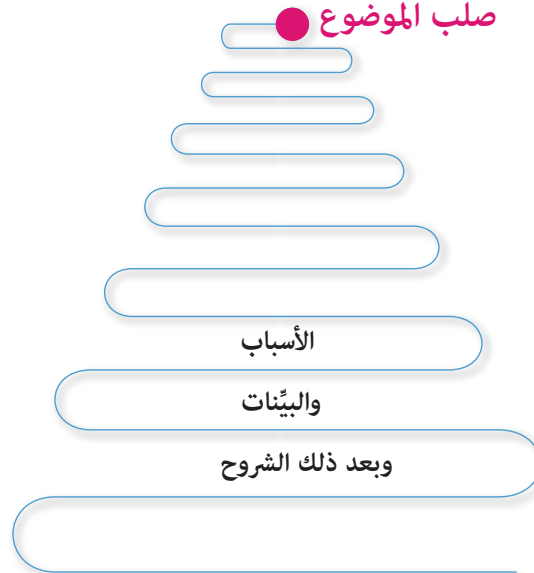 صلب الموضوع
الأسباب
والبيِّنات
وبعد ذلك الشروح